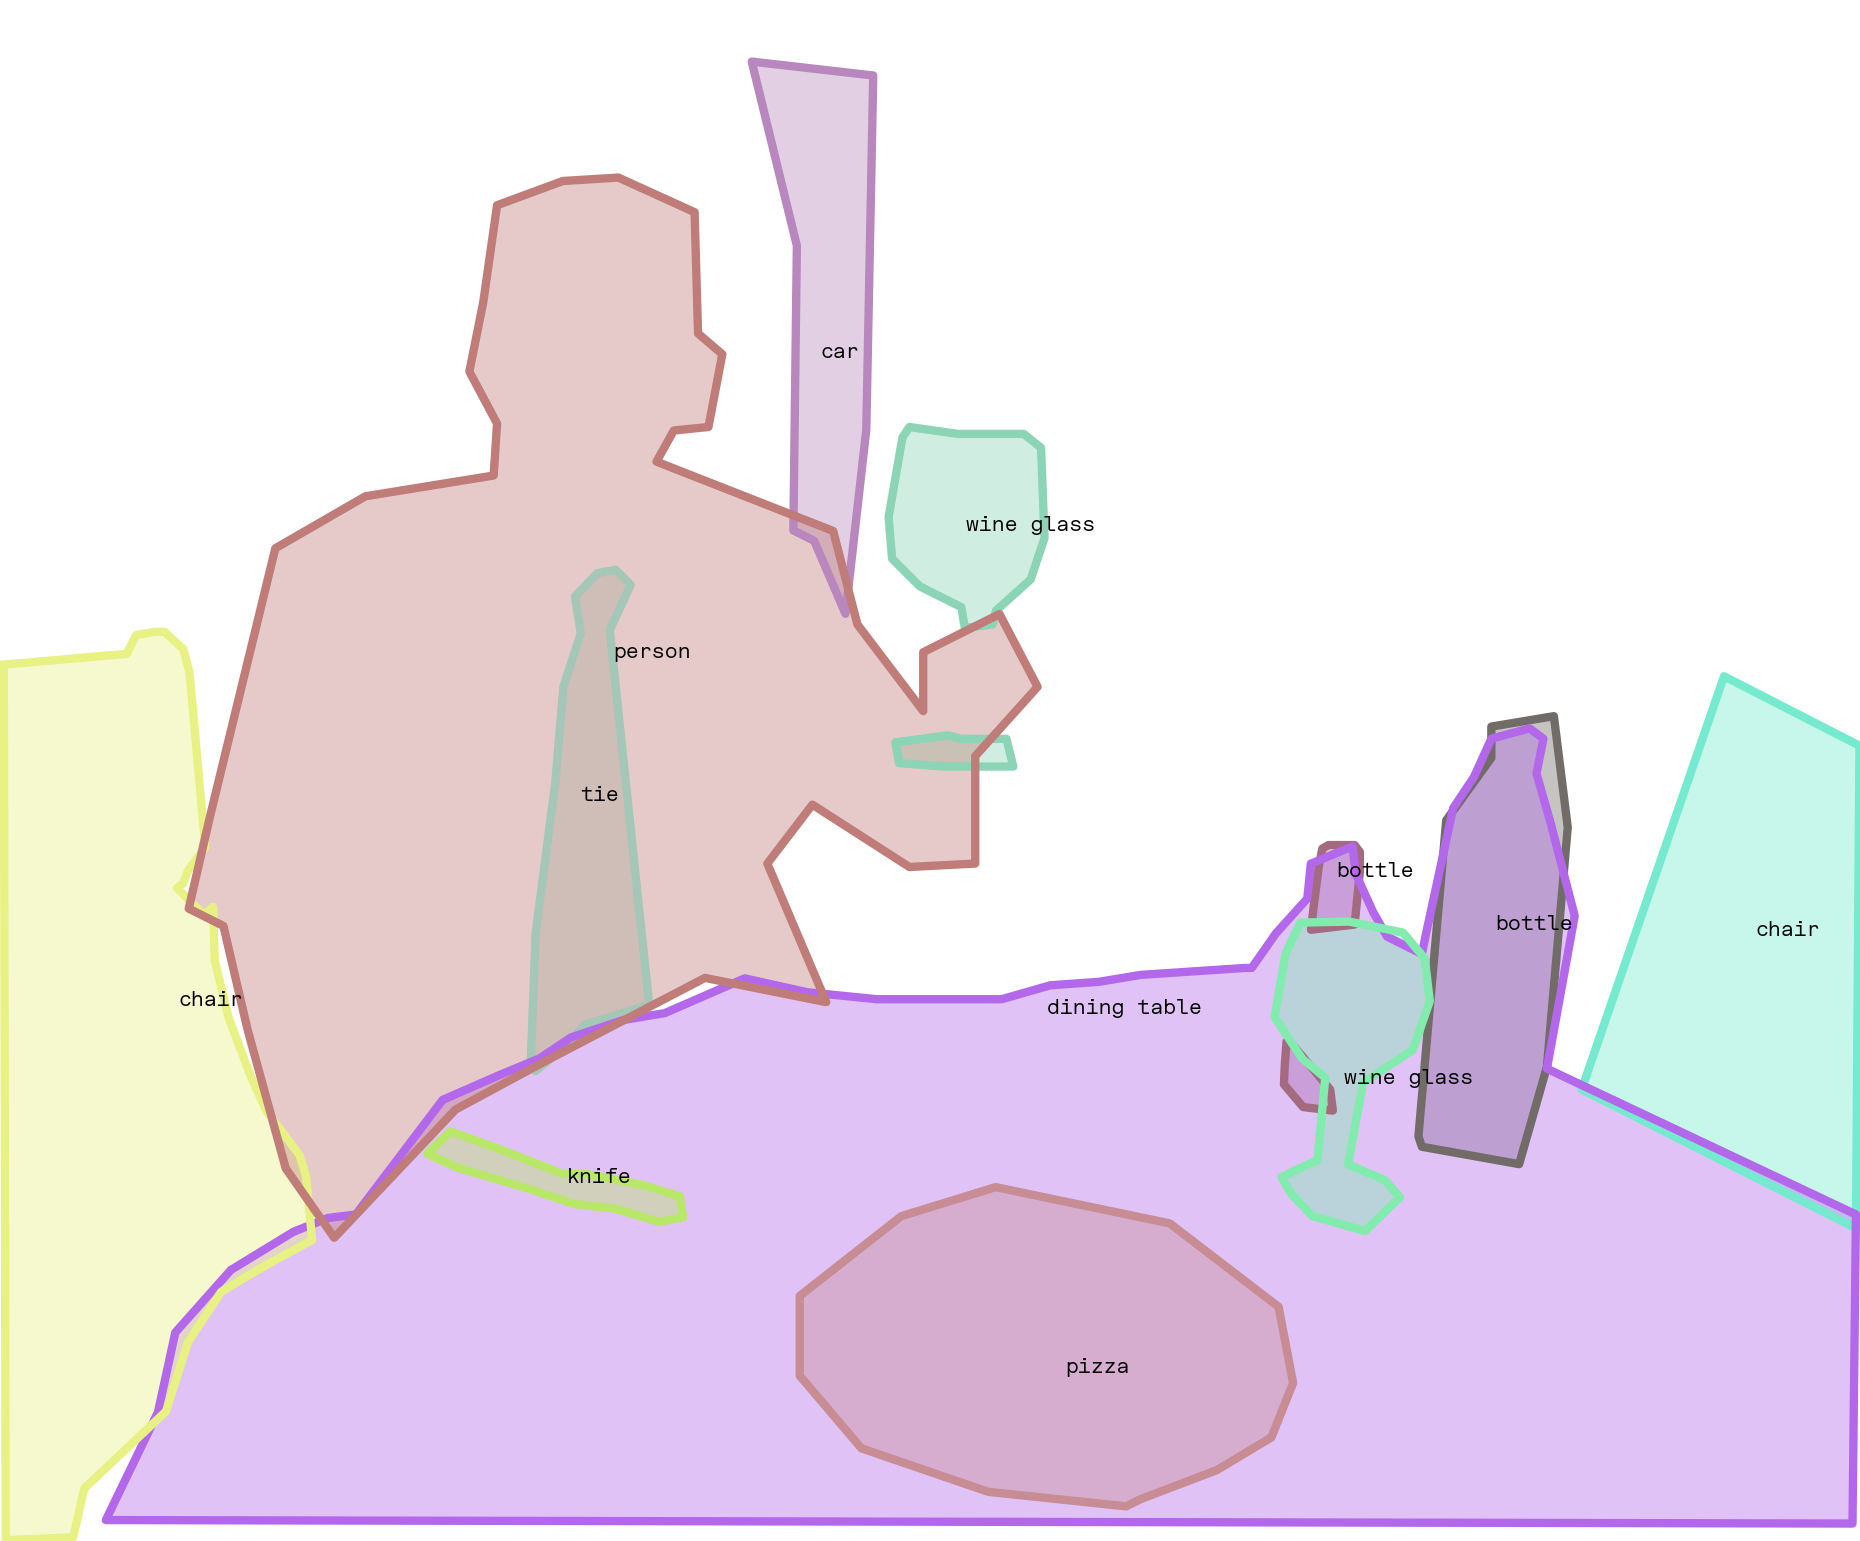 car
wine glass
person
tie
bottle
bottle
chair
chair
dining table
wine glass
knife
pizza